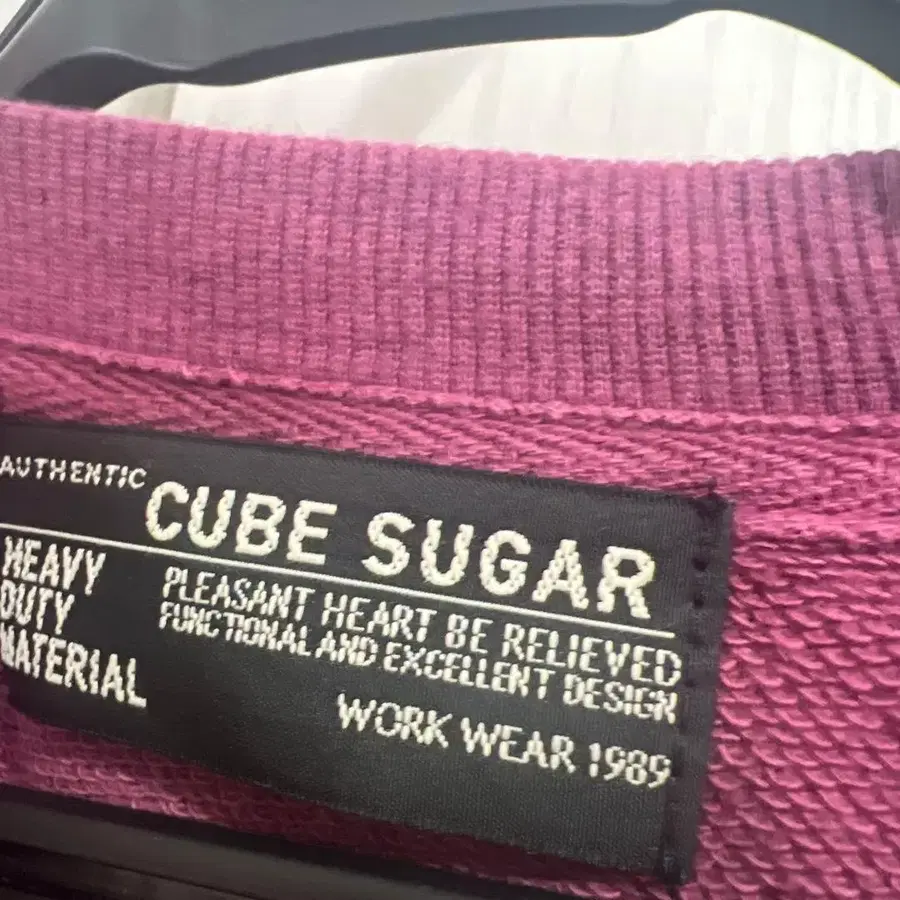 AUTHENTIC CUBE SUGAR
HEAVY
DUTY
MATERIAL
PLEASANT HEART BE RELIEVED
FUNCTIONAL AND EXCELLENT DESIGN
WORK WEAR 1989